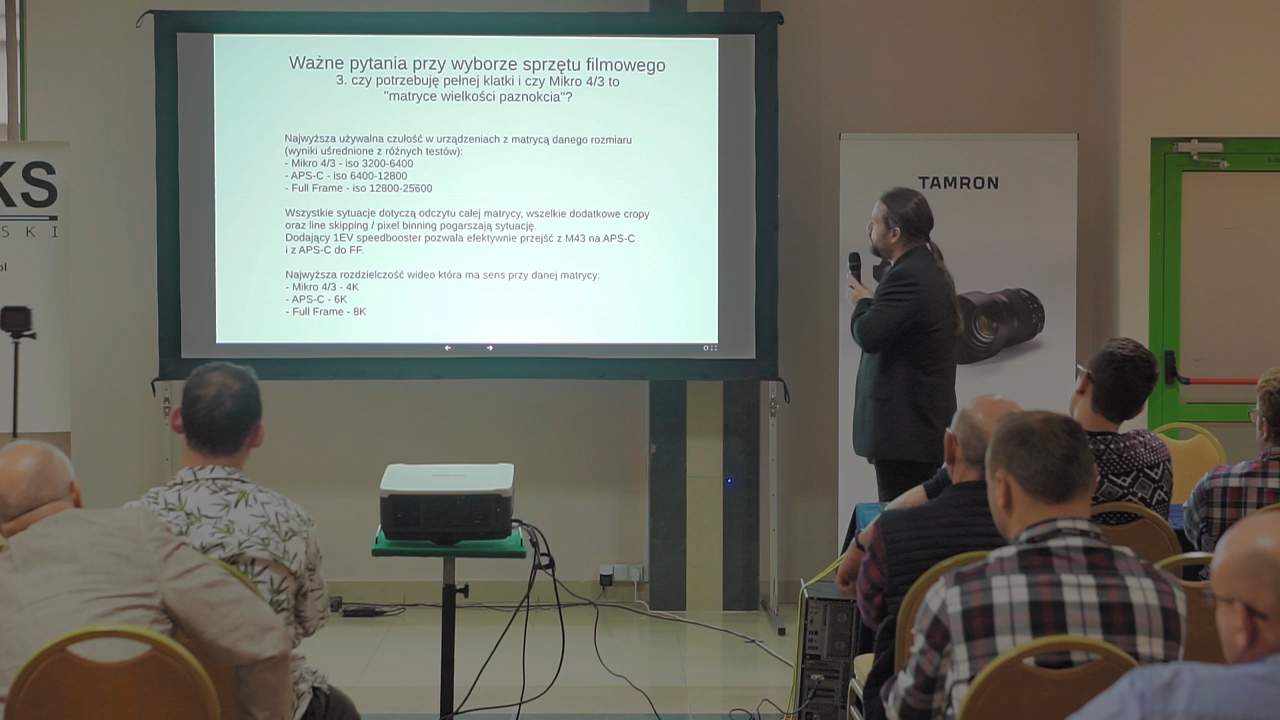 Ważne pytania przy wyborze sprzętu filmowego
3. czy potrzebuję pełnej klatki i czy Mikro 4/3 to
"matryce wielkości paznokcia"?
Najwyższa używalna czułość w urządzeniach z matrycą danego rozmiaru
(wyniki uśrednione z różnych testów):
- Mikro 4/3 - iso 3200-6400
- APS-C - iso 6400-12800
- Full Frame - iso 12800-25600
Wszystkie sytuacje dotyczą odczytu całej matrycy, wszelkie dodatkowe cropy
oraz line skipping / pixel binning pogarszają sytuację.
Dodający 1EV speedbooster pozwala efektywnie przejść z M43 na APS-C
i z APS-C do FF.
Najwyższa rozdzielczość wideo która ma sens przy danej matrycy:
- Mikro 4/3 - 4K
- APS-C - 6K
- Full Frame - 8K
KS
SKI
pl
TAMRON